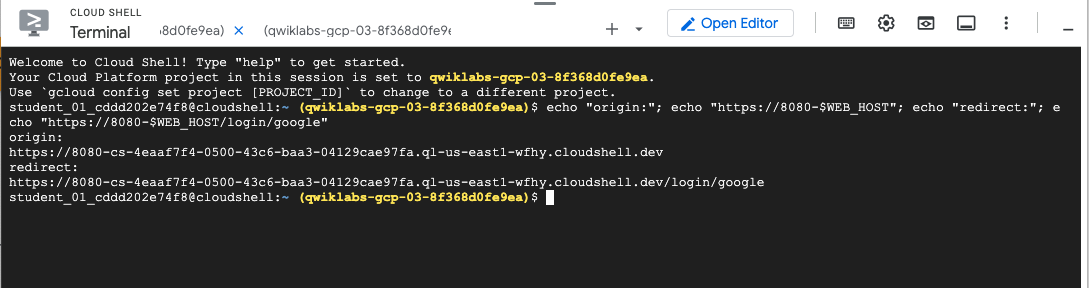 CLOUD SHELL
Terminal
8d0fe9ea)
(qwiklabs-gcp-03-8f368d0fe9e
Open Editor
Welcome to Cloud Shell! Type "help" to get started.
Your Cloud Platform project in this session is set to qwiklabs-gcp-03-8f368d0fe9ea.
Use `gcloud config set project [PROJECT_ID]` to change to a different project.
student_01_cddd202e74f8@cloudshell:~ (qwiklabs-gcp-03-8f368d0fe9ea)$ echo "origin:"; echo "https://8080-$WEB_HOST"; echo "redirect:"; e
cho "https://8080-$WEB_HOST/login/google"
origin:
https://8080-cs-4eaaf7f4-0500-43c6-baa3-04129cae97fa.ql-us-east1-wfhy.cloudshell.dev
redirect:
https://8080-cs-4eaaf7f4-0500-43c6-baa3-04129cae97fa.ql-us-east1-wfhy.cloudshell.dev/login/google
student_01_cddd202e74f8@cloudshell:~ (qwiklabs-gcp-03-8f368d0fe9ea)$